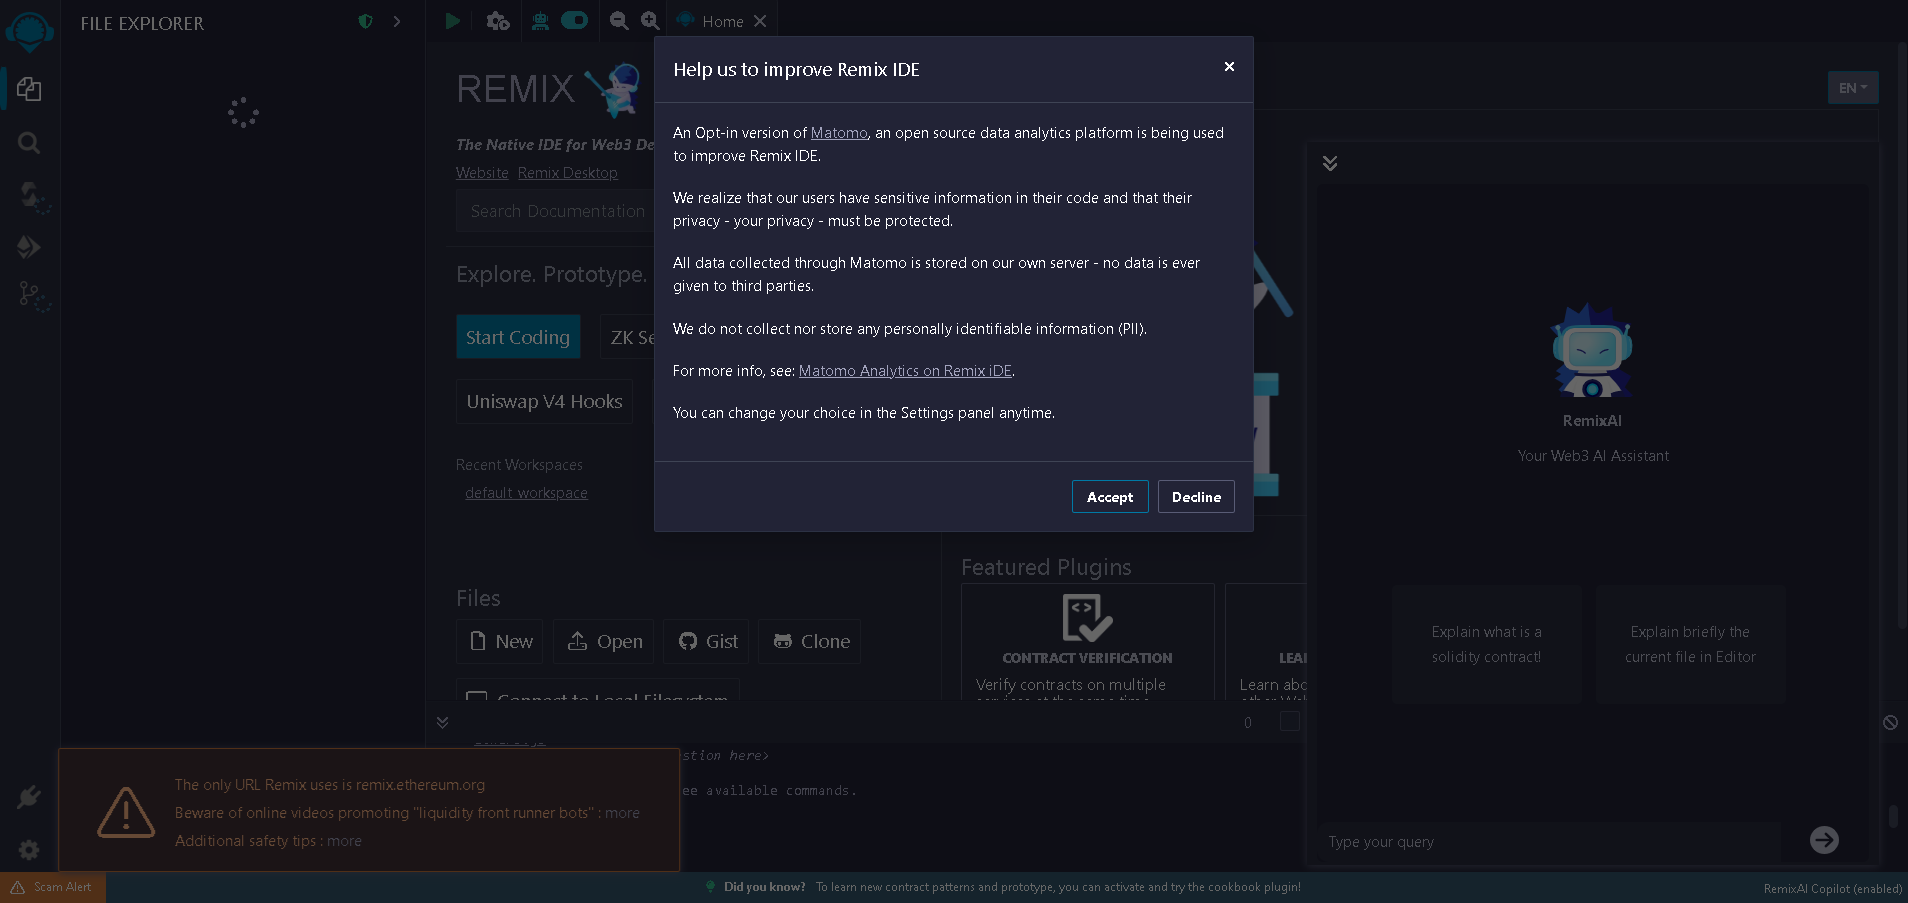 FILE EXPLORER
Home
REMIX
The Native IDE for Web3 De
Website Remix Desktop
Search Documentation
Explore. Prototype.
Start Coding
ZK Se
Uniswap V4 Hooks
Recent Workspaces
default_workspace
Files
New
Open
Gist
Clone
Connect to Local Filesystem
Help us to improve Remix IDE
An Opt-in version of Matomo, an open source data analytics platform is being used
to improve Remix IDE.
We realize that our users have sensitive information in their code and that their
privacy - your privacy - must be protected.
All data collected through Matomo is stored on our own server - no data is ever
given to third parties.
We do not collect nor store any personally identifiable information (PII).
For more info, see: Matomo Analytics on Remix iDE.
You can change your choice in the Settings panel anytime.
Accept
Decline
EN
Featured Plugins
CONTRACT VERIFICATION
Verify contracts on multiple
services at the same time
LEAR
Learn abo
other Web
RemixAI
Your Web3 AI Assistant
Explain what is a
solidity contract!
Explain briefly the
current file in Editor
Type your query
0
stion here>
ee available commands.
The only URL Remix uses is remix.ethereum.org
Beware of online videos promoting "liquidity front runner bots" : more
Additional safety tips : more
Scam Alert
Did you know? To learn new contract patterns and prototype, you can activate and try the cookbook plugin!
RemixAI Copilot (enabled)